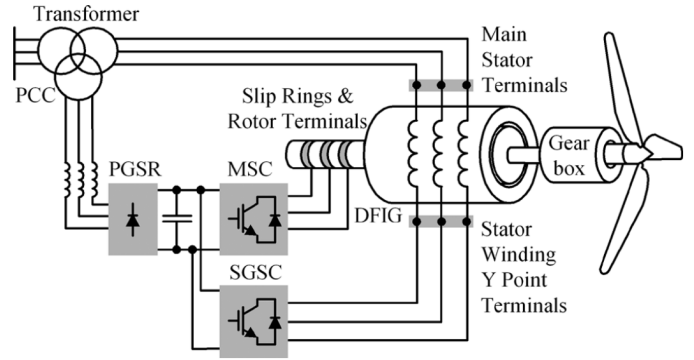 Transformer
PCC
Main
Stator
Terminals
Slip Rings &
Rotor Terminals
Gear
box
PGSR
MSC
DFIG
SGSC
Stator
Winding
Y Point
Terminals